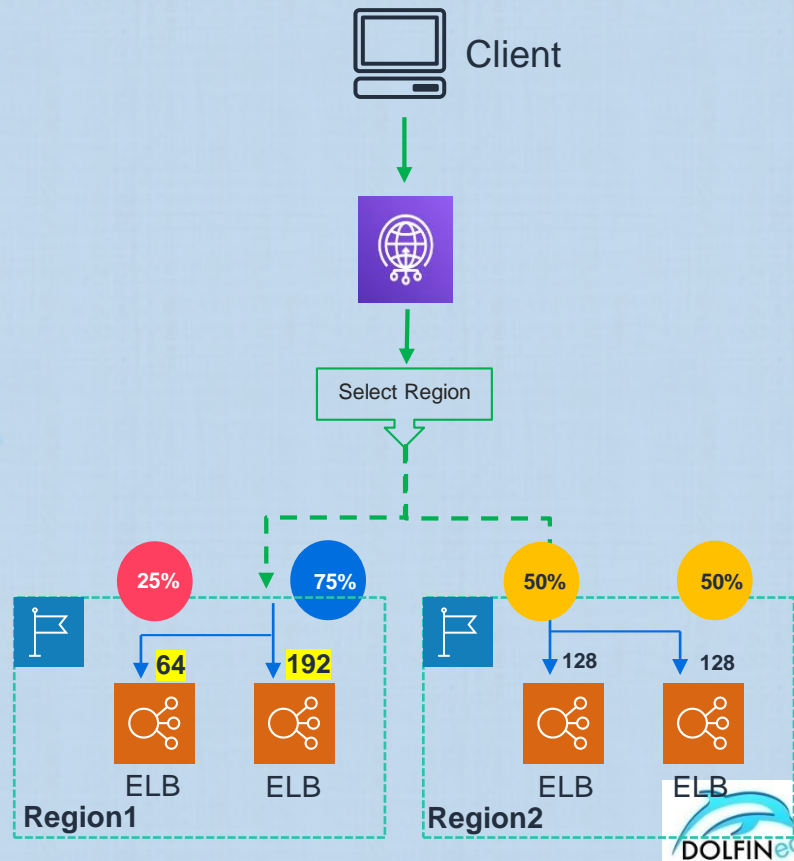 Client
Select Region
25%
75%
50%
50%
64
192
128
128
ELB
ELB
ELB
ELB
Region1
Region2
DOLFIN